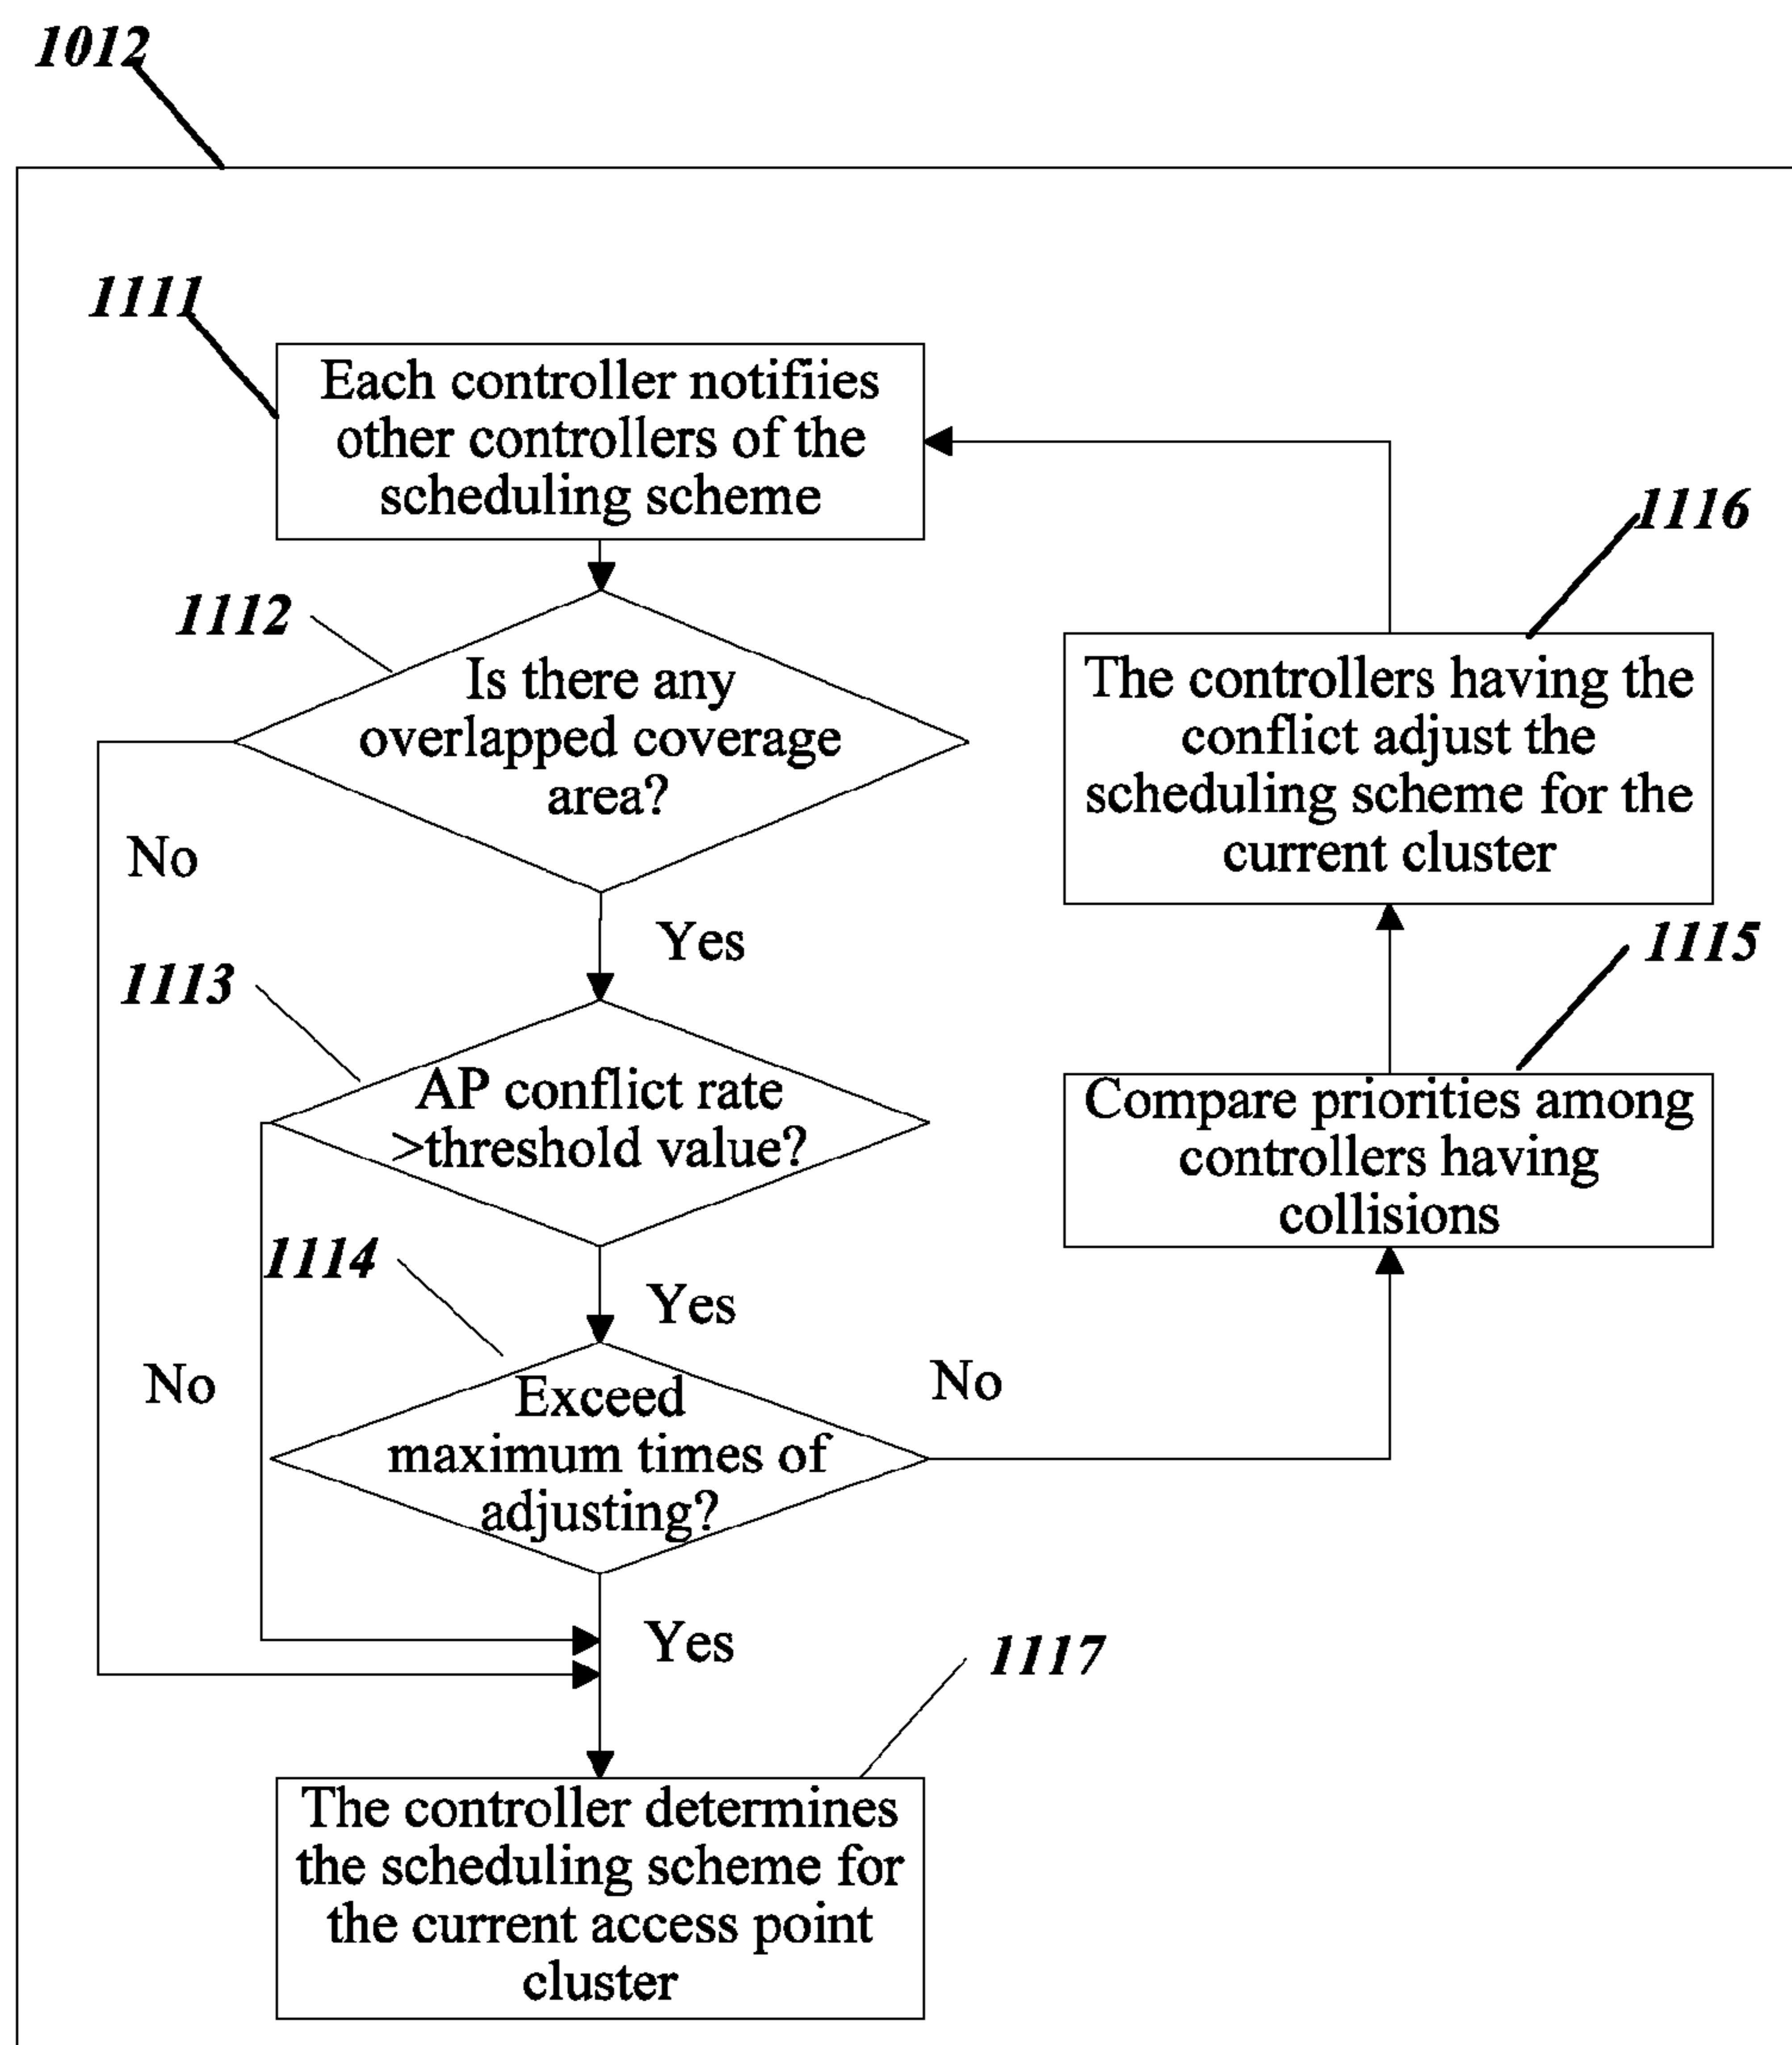 1012
1111
Each controller notifiies
other controllers of the
scheduling scheme
1112
Is there any
overlapped coverage
area?
No
Yes
1113
AP conflict rate
>threshold value?
1114
Yes
No
Exceed
maximum times of
adjusting?
No
Yes
1117
The controller determines
the scheduling scheme for
the current access point
cluster
1116
The controllers having the
conflict adjust the
scheduling scheme for the
current cluster
1115
Compare priorities among
controllers having
collisions